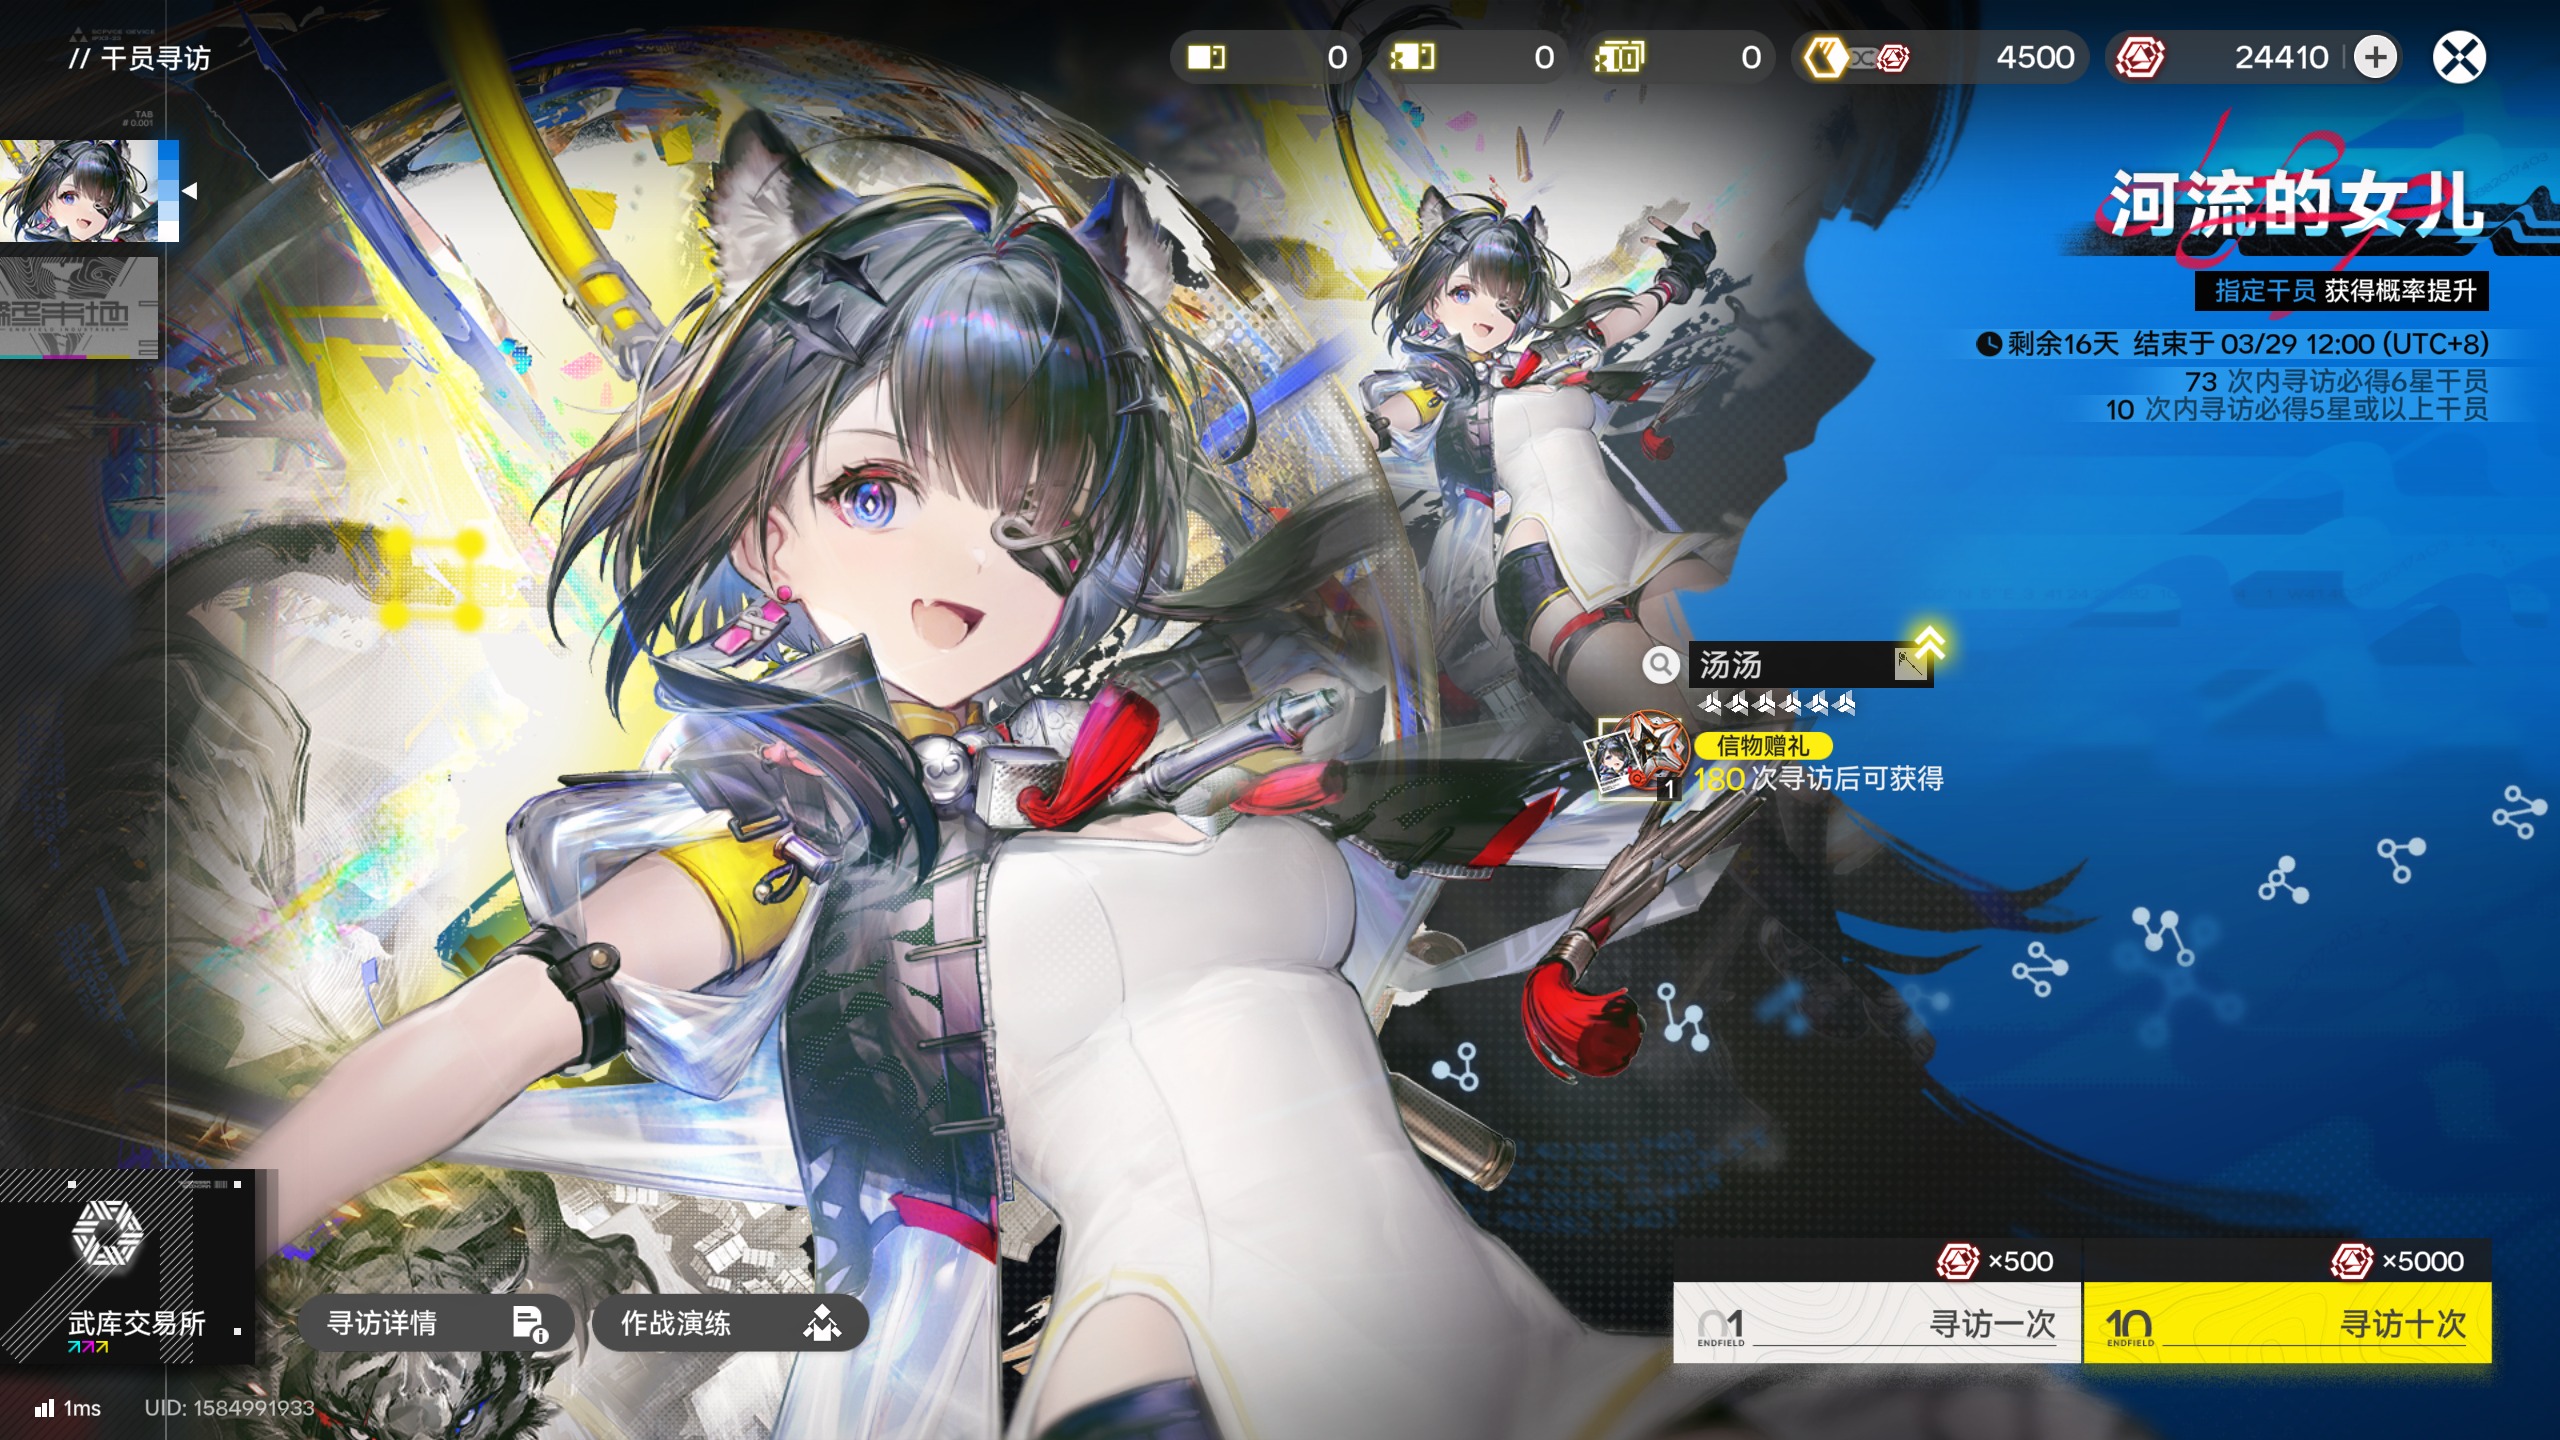 // 干员寻访
0
0
0
4500
24410
TAB
# 0.001
河流的女儿
指定干员 获得概率提升
剩余16天 结束于 03/29 12:00 (UTC+8)
73 次内寻访必得6星干员
10 次内寻访必得5星或以上干员
汤汤
信物赠礼
1
180 次寻访后可获得
武库交易所
寻访详情
作战演练
×500
×5000
01
ENDFIELD
寻访一次
10
ENDFIELD
寻访十次
1ms
UID: 1584991933